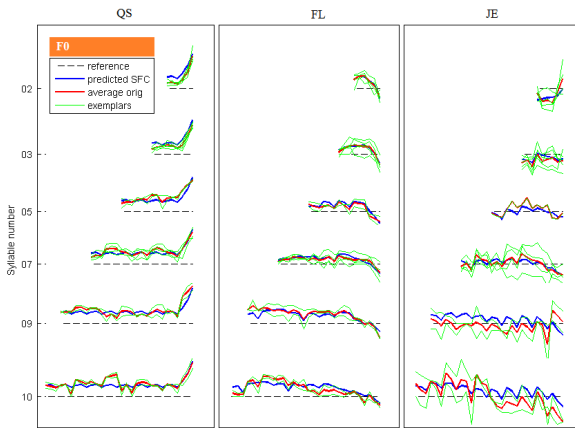 QS FL JE
F0
reference
predicted SFC
average orig
exemplars
02
03
05
07
09
10
Syllable number